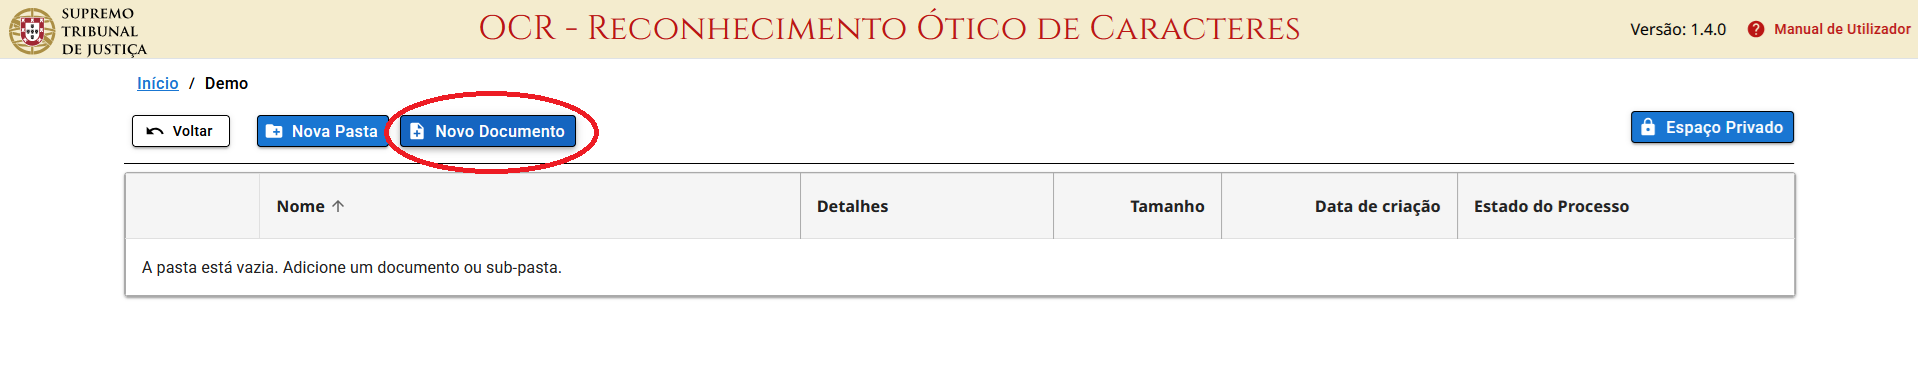 SUPREMO
TRIBUNAL
DE JUSTIÇA
OCR - Reconhecimento Ótico de Caracteres
Versão: 1.4.0
Manual de Utilizador
Início / Demo
Voltar
Nova Pasta
Novo Documento
Espaço Privado
Nome Detalhes Tamanho Data de criação Estado do Processo
A pasta está vazia. Adicione um documento ou sub-pasta.